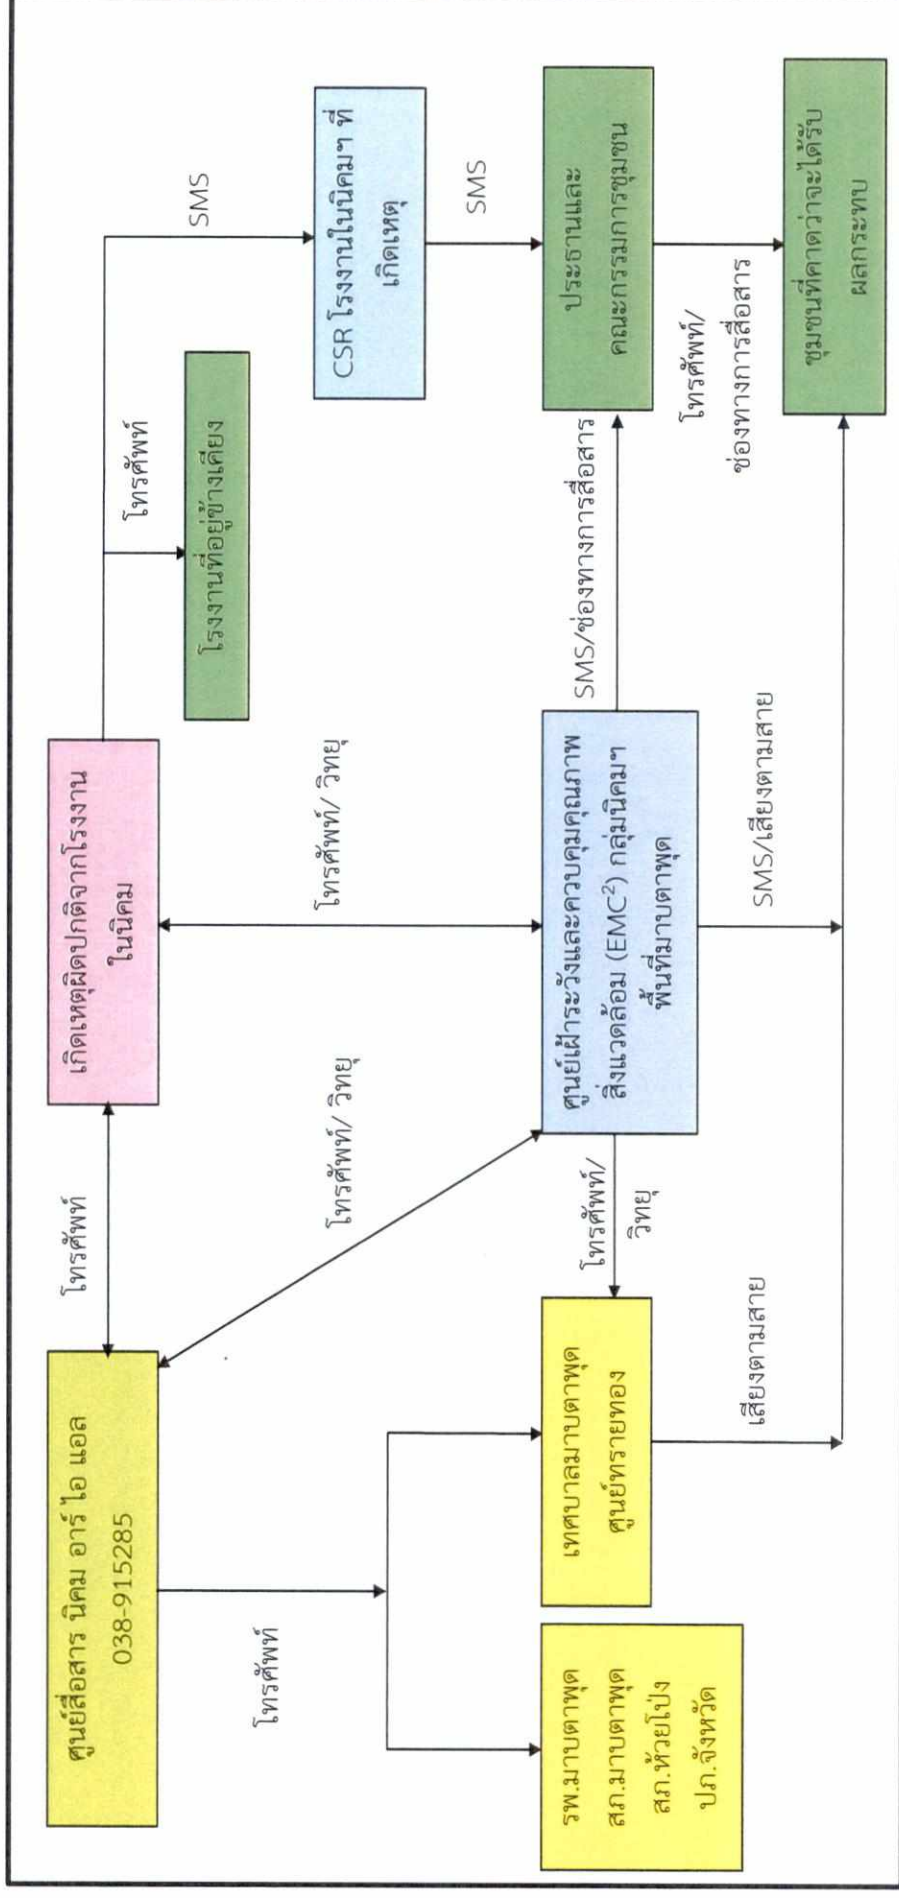 ศูนย์สื่อสาร นิคม อาร์ ไอ แอล
038-915285
โทรศัพท์
เกิดเหตุผิดปกติจากโรงงาน
ในนิคม
โทรศัพท์
SMS
โรงงานที่อยู่ข้างเคียง
CSR โรงงานในนิคมฯ ที่
เกิดเหตุ
SMS
โทรศัพท์/ วิทยุ
โทรศัพท์/ วิทยุ
โทรศัพท์
รพ.มาบตาพุด
สภ.มาบตาพุด
สภ.ห้วยโป่ง
ปภ.จังหวัด
เทศบาลมาบตาพุด
ศูนย์ทรายทอง
โทรศัพท์/
วิทยุ
ศูนย์เฝ้าระวังและควบคุมคุณภาพ
สิ่งแวดล้อม (EMC²) กลุ่มนิคมฯ
พื้นที่มาบตาพุด
SMS/ช่องทางการสื่อสาร
ประธานและ
คณะกรรมการชุมชน
เสียงตามสาย
SMS/เสียงตามสาย
โทรศัพท์/
ช่องทางการสื่อสาร
ชุมชนที่คาดว่าจะได้รับ
ผลกระทบ